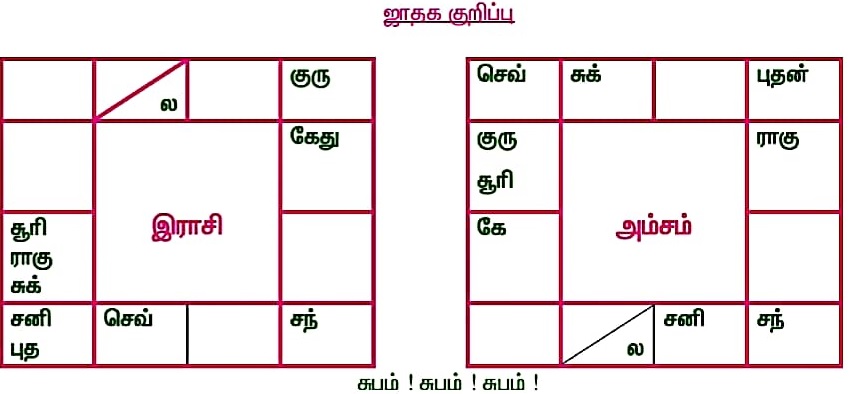 ஜாதக குறிப்பு
ல
குரு
கேது
இராசி
சூரி
ராகு
சுக்
சனி
புத
செவ்
சந்
செவ்
சுக்
புதன்
குரு
சூரி
ராகு
அம்சம்
கே
ல
சனி
சந்
சுபம் ! சுபம் ! சுபம் !